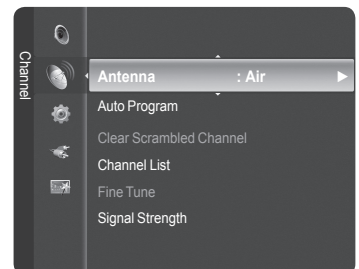 Channel
Antenna : Air
Auto Program
Clear Scrambled Channel
Channel List
Fine Tune
Signal Strength